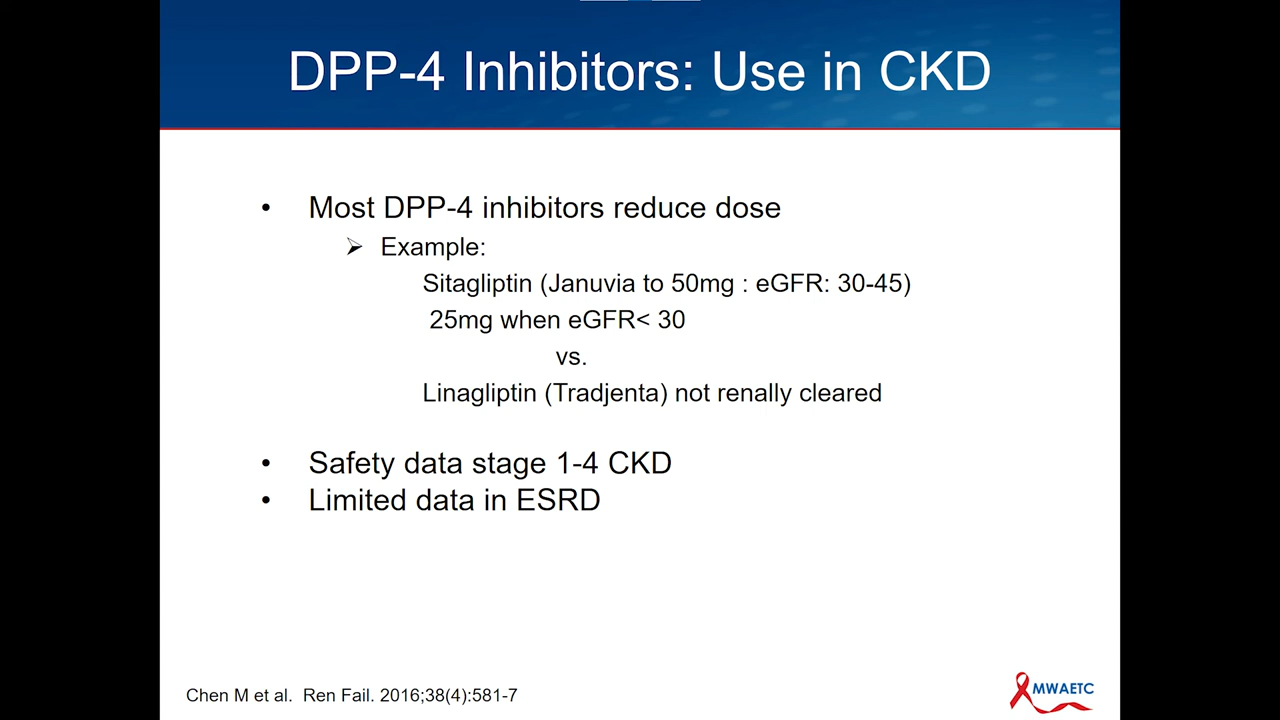 DPP-4 Inhibitors: Use in CKD
• Most DPP-4 inhibitors reduce dose
➢ Example:
Sitagliptin (Januvia to 50mg : eGFR: 30-45)
25mg when eGFR< 30
vs.
Linagliptin (Tradjenta) not renally cleared
• Safety data stage 1-4 CKD
• Limited data in ESRD
Chen M et al. Ren Fail. 2016;38(4):581-7
MWAETC